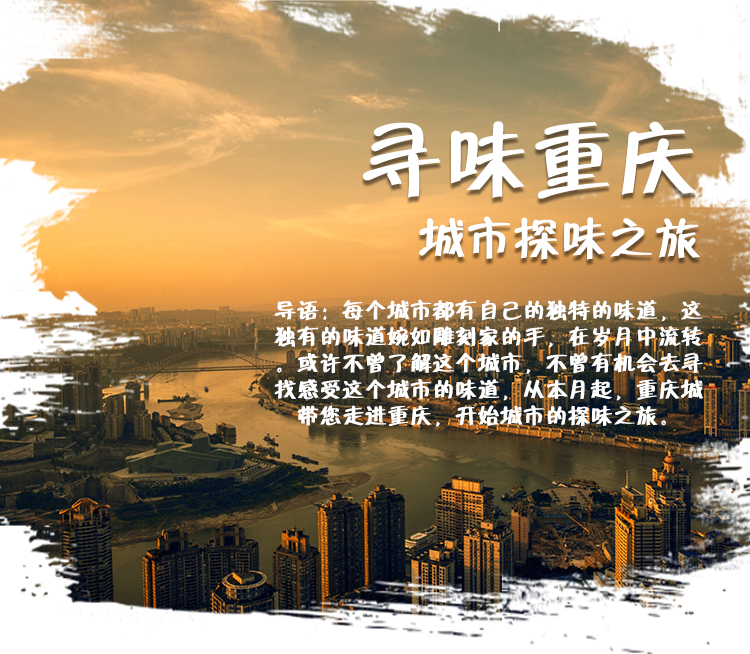 寻味重庆
城市探味之旅
导语：每个城市都有自己的独特的味道，这
独有的味道婉如雕刻家的手，在岁月中流转
。或许不曾了解这个城市，不曾有机会去寻
找感受这个城市的味道，从本月起，重庆城
带您走进重庆，开始城市的探味之旅。